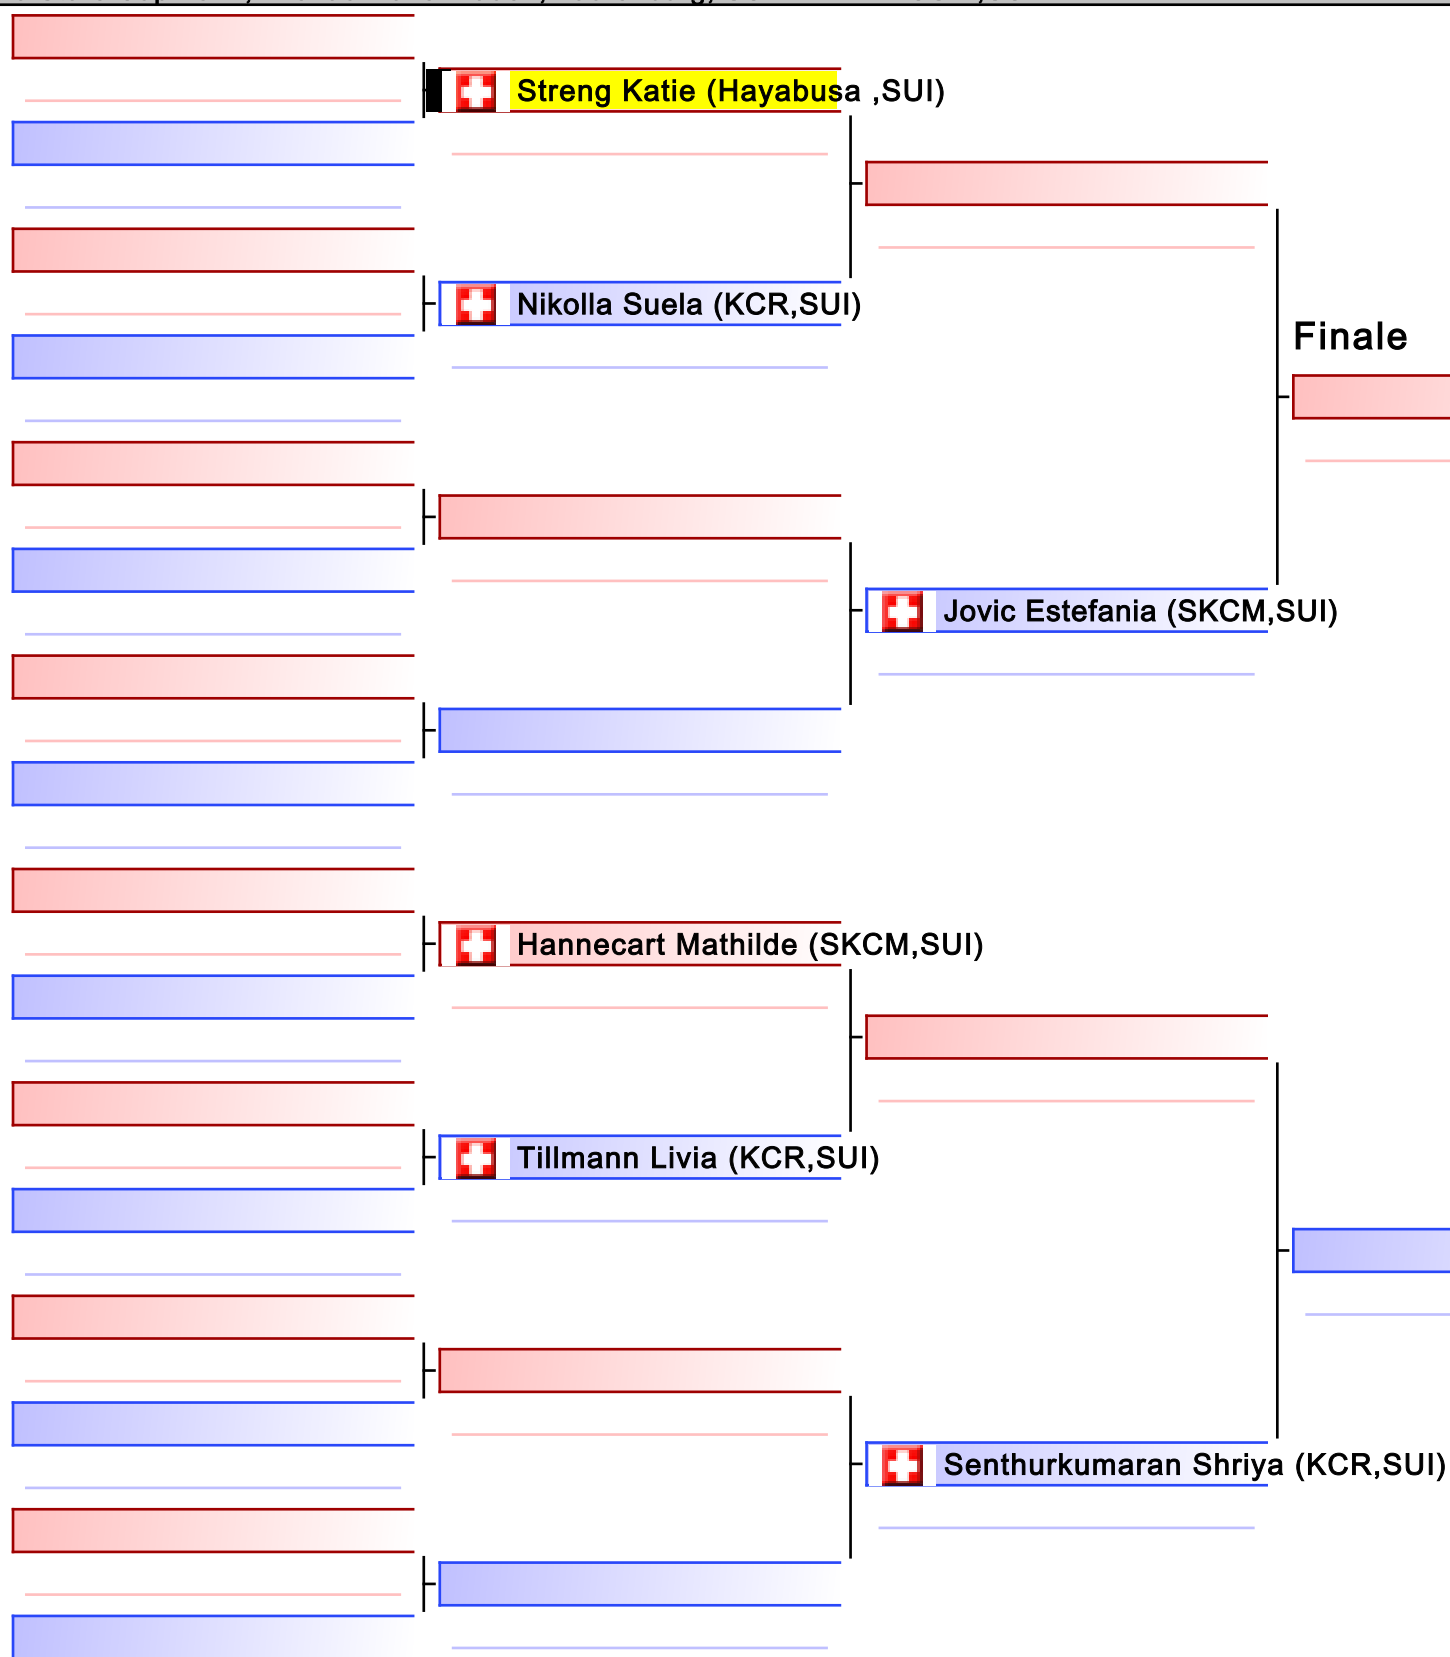 Streng Katie (Hayabusa ,SUI)
Nikolla Suela (KCR,SUI)
Finale
Jovic Estefania (SKCM,SUI)
Hannecart Mathilde (SKCM,SUI)
Tillmann Livia (KCR,SUI)
Senthurkumaran Shriya (KCR,SUI)